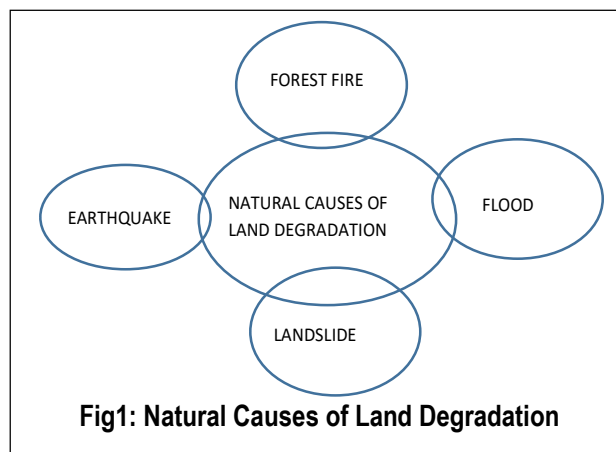 FOREST FIRE
EARTHQUAKE
NATURAL CAUSES OF
LAND DEGRADATION
FLOOD
LANDSLIDE
Fig1: Natural Causes of Land Degradation